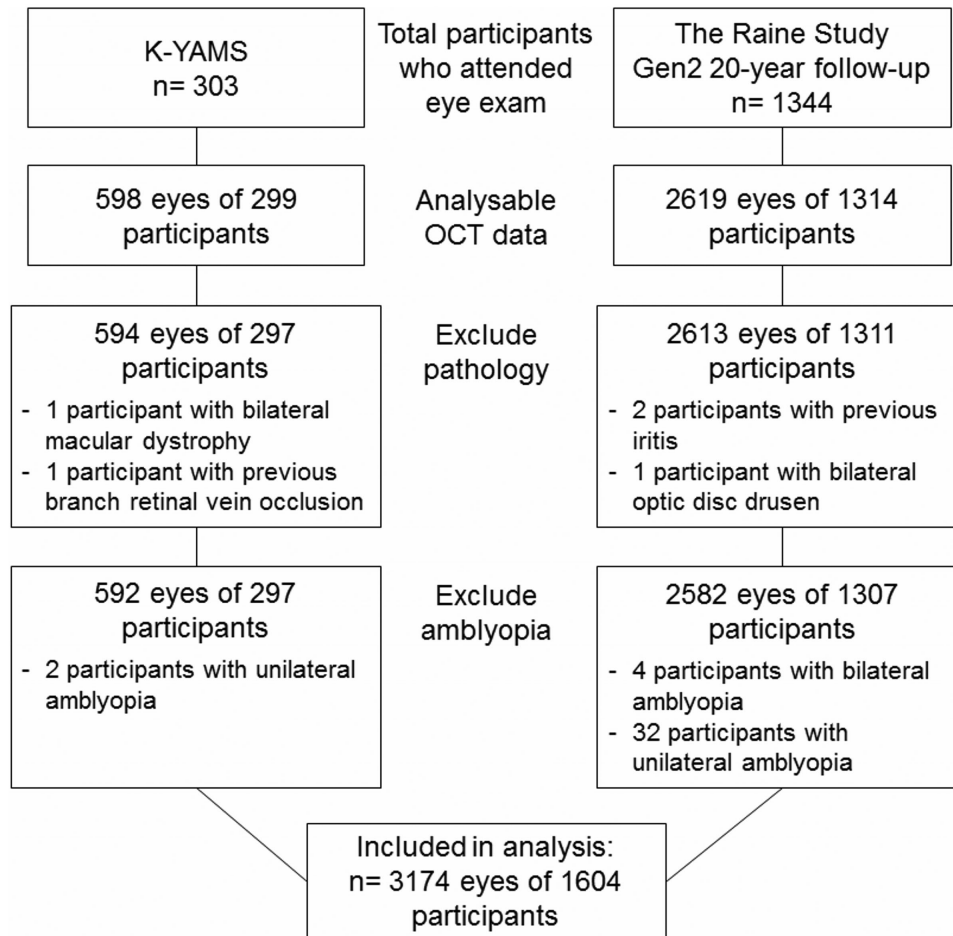 K-YAMS
n= 303
Total participants
who attended
eye exam
The Raine Study
Gen2 20-year follow-up
n= 1344
598 eyes of 299
participants
Analysable
OCT data
2619 eyes of 1314
participants
594 eyes of 297
participants
- 1 participant with bilateral
macular dystrophy
- 1 participant with previous
branch retinal vein occlusion
Exclude
pathology
2613 eyes of 1311
participants
- 2 participants with previous
iritis
- 1 participant with bilateral
optic disc drusen
592 eyes of 297
participants
- 2 participants with unilateral
amblyopia
Exclude
amblyopia
2582 eyes of 1307
participants
- 4 participants with bilateral
amblyopia
- 32 participants with
unilateral amblyopia
Included in analysis:
n= 3174 eyes of 1604
participants